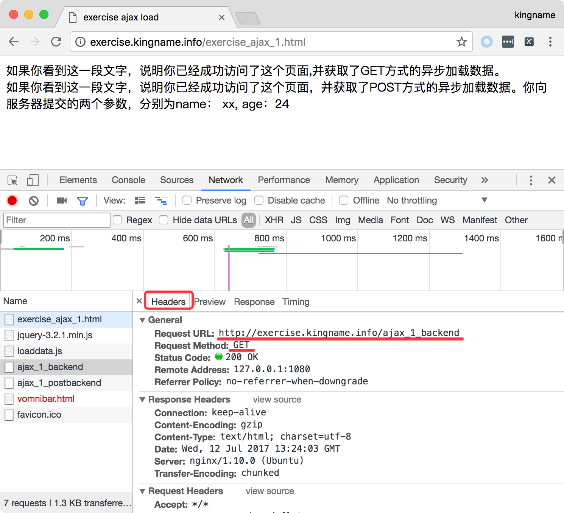 exercise ajax load
kingname
exercise.kingname.info/exercise_ajax_1.html
如果你看到这一段文字，说明你已经成功访问了这个页面,并获取了GET方式的异步加载数据。
如果你看到这一段文字，说明你已经成功访问了这个页面，并获取了POST方式的异步加载数据。你向
服务器提交的两个参数，分别为name： xx, age：24
Elements Console Sources Network Performance Memory Application Security »
View: Preserve log Disable cache Offline No throttling
Filter Regex Hide data URLs All XHR JS CSS Img Media Font Doc WS Manifest Other
200 ms 400 ms 600 ms 800 ms 1000 ms 1200 ms 1400 ms 1600
Name
× Headers Preview Response Timing
exercise_ajax_1.html
jquery-3.2.1.min.js
loaddata.js
ajax_1_backend
ajax_1_postbackend
vomnibar.html
favicon.ico
7 requests | 1.3 KB transferre...
General
Request URL: http://exercise.kingname.info/ajax_1_backend
Request Method: GET
Status Code: 200 OK
Remote Address: 127.0.0.1:1080
Referrer Policy: no-referrer-when-downgrade
Response Headers view source
Connection: keep-alive
Content-Encoding: gzip
Content-Type: text/html; charset=utf-8
Date: Wed, 12 Jul 2017 13:24:03 GMT
Server: nginx/1.10.0 (Ubuntu)
Transfer-Encoding: chunked
Request Headers view source
Accept: */*